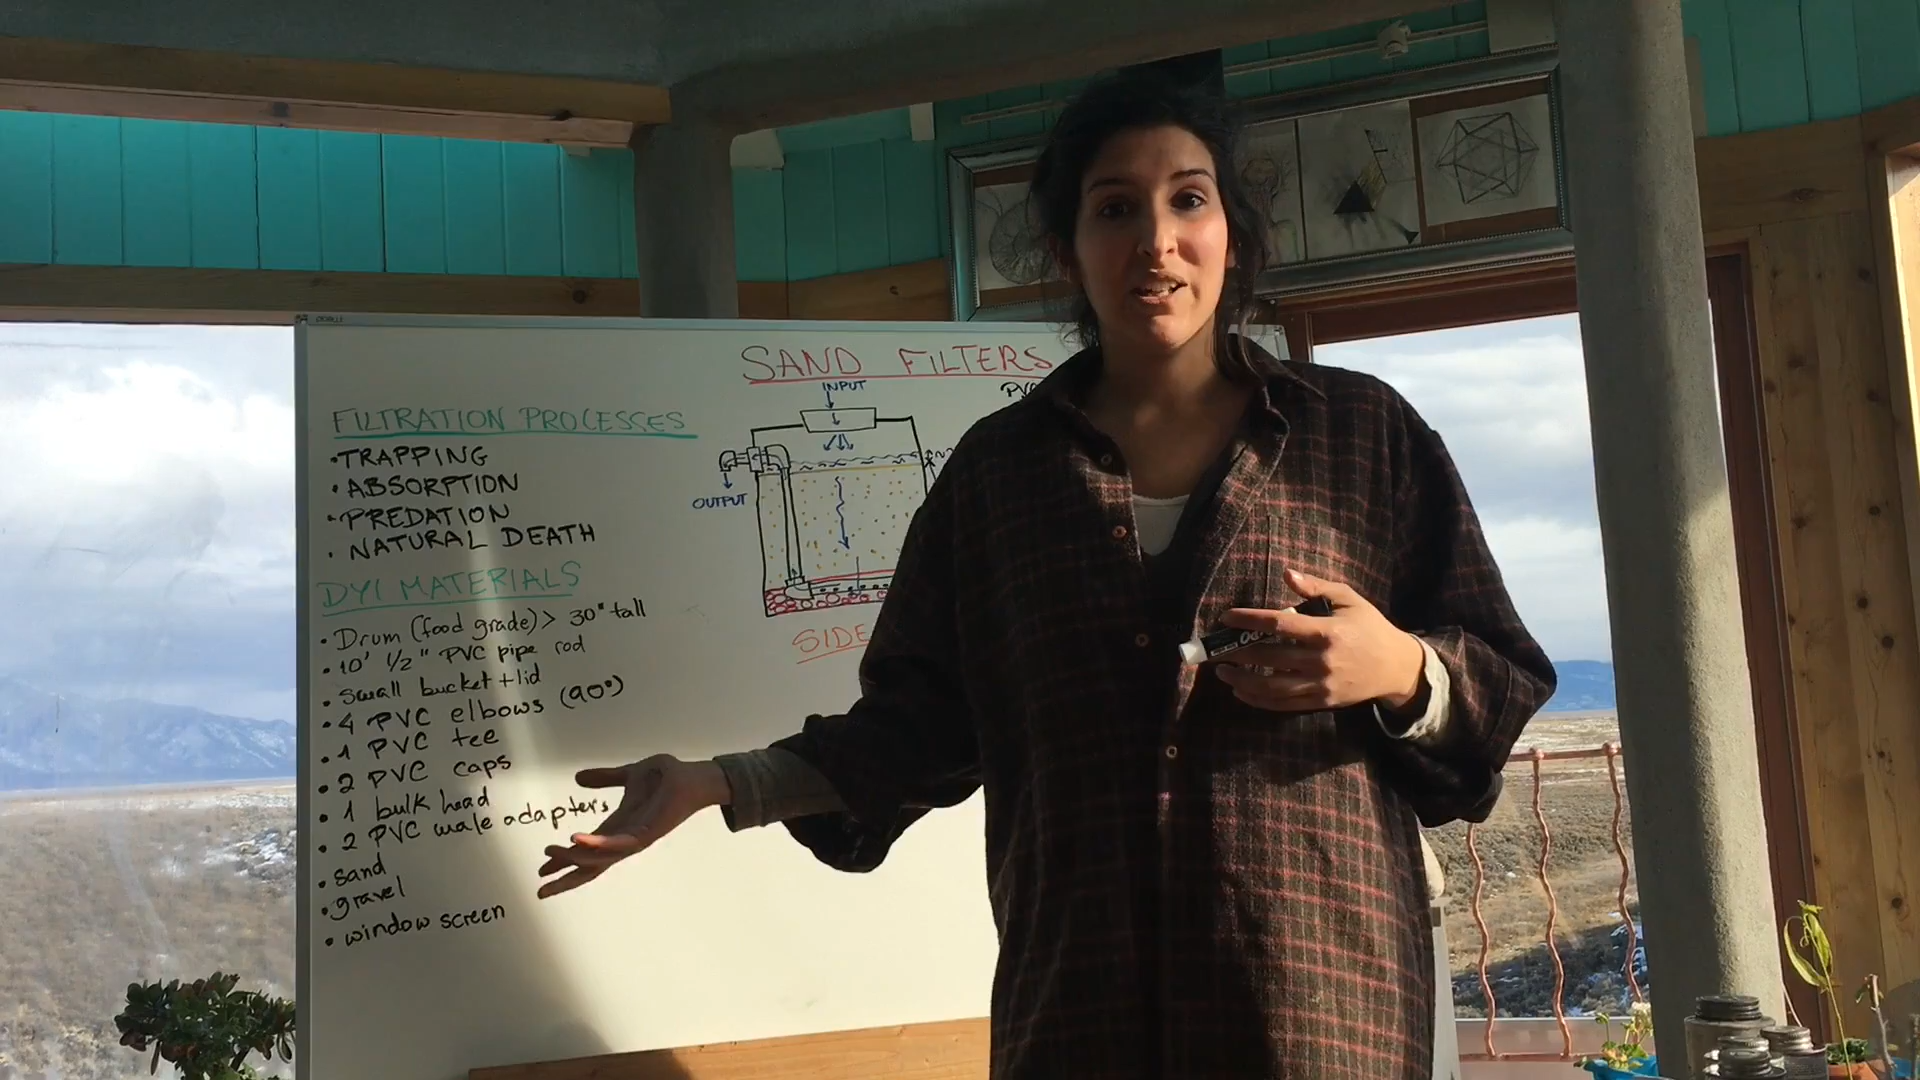 SAND FILTERS
INPUT
PVC
OUTPUT
SIDE
FILTRATION PROCESSES
• TRAPPING
• ABSORPTION
• PREDATION
• NATURAL DEATH
DYI MATERIALS
• Drum (food grade) > 30" tall
• 10' 1/2" PVC pipe rod
• small bucket + lid
• 4 PVC elbows (90°)
• 1 PVC tee
• 2 PVC caps
• 1 bulk head
• 2 PVC male adapters
• sand
• gravel
• window screen